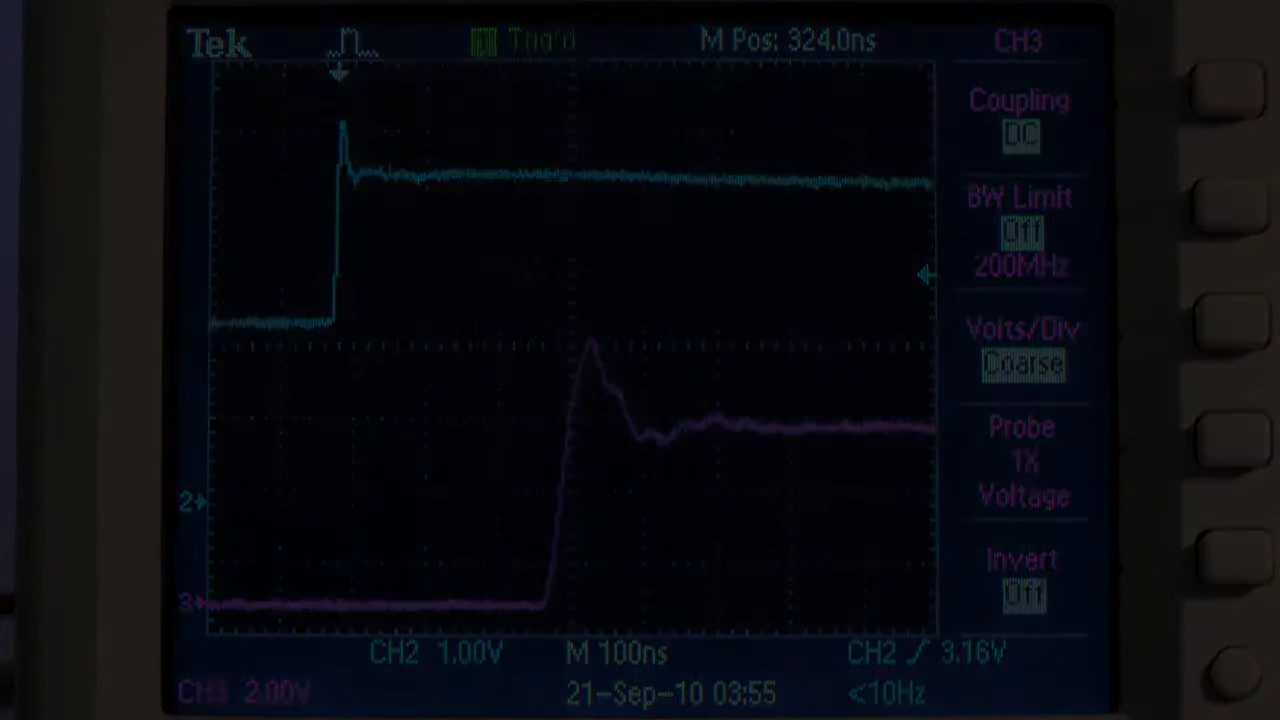 Tek Trig'd M Pos: 324.0ns CH3
Coupling
DC
BW Limit
Off
200MHz
Volts/Div
Coarse
Probe
1X
Voltage
2
Invert
Off
3
CH2 1.00V M 100ns CH2 3.16V
CH3 2.00V 21-Sep-10 03:55 <10Hz